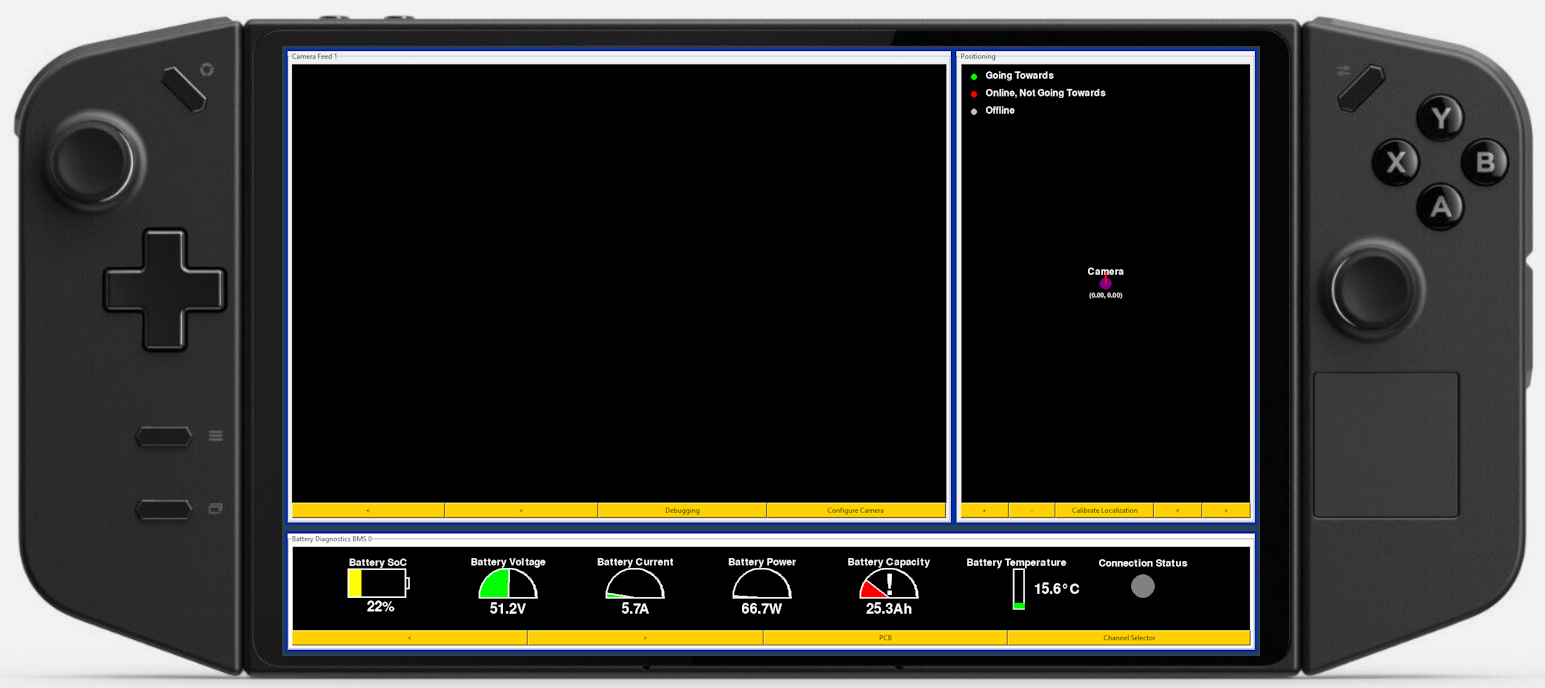 Camera Feed 1
Positioning
Going Towards
Online, Not Going Towards
Offline
Camera
(0.00, 0.00)
< > Debugging Configure Camera
+ - Calibrate Localization < >
Battery Diagnostics BMS 0
Battery SoC Battery Voltage Battery Current Battery Power Battery Capacity Battery Temperature Connection Status
!
15.6°C
22% 51.2V 5.7A 66.7W 25.3Ah
< > PCB Channel Selector
Y
X B
A